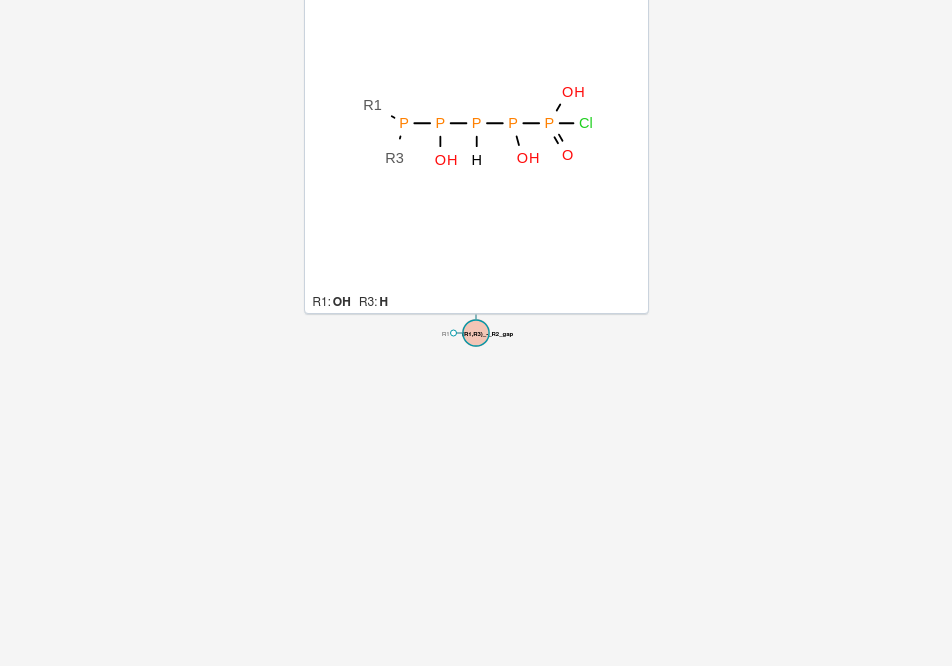 OH
R1
P P P P P Cl
R3 OH H OH O
R1: OH R3: H
R1 R1,R3)_-_R2_gap